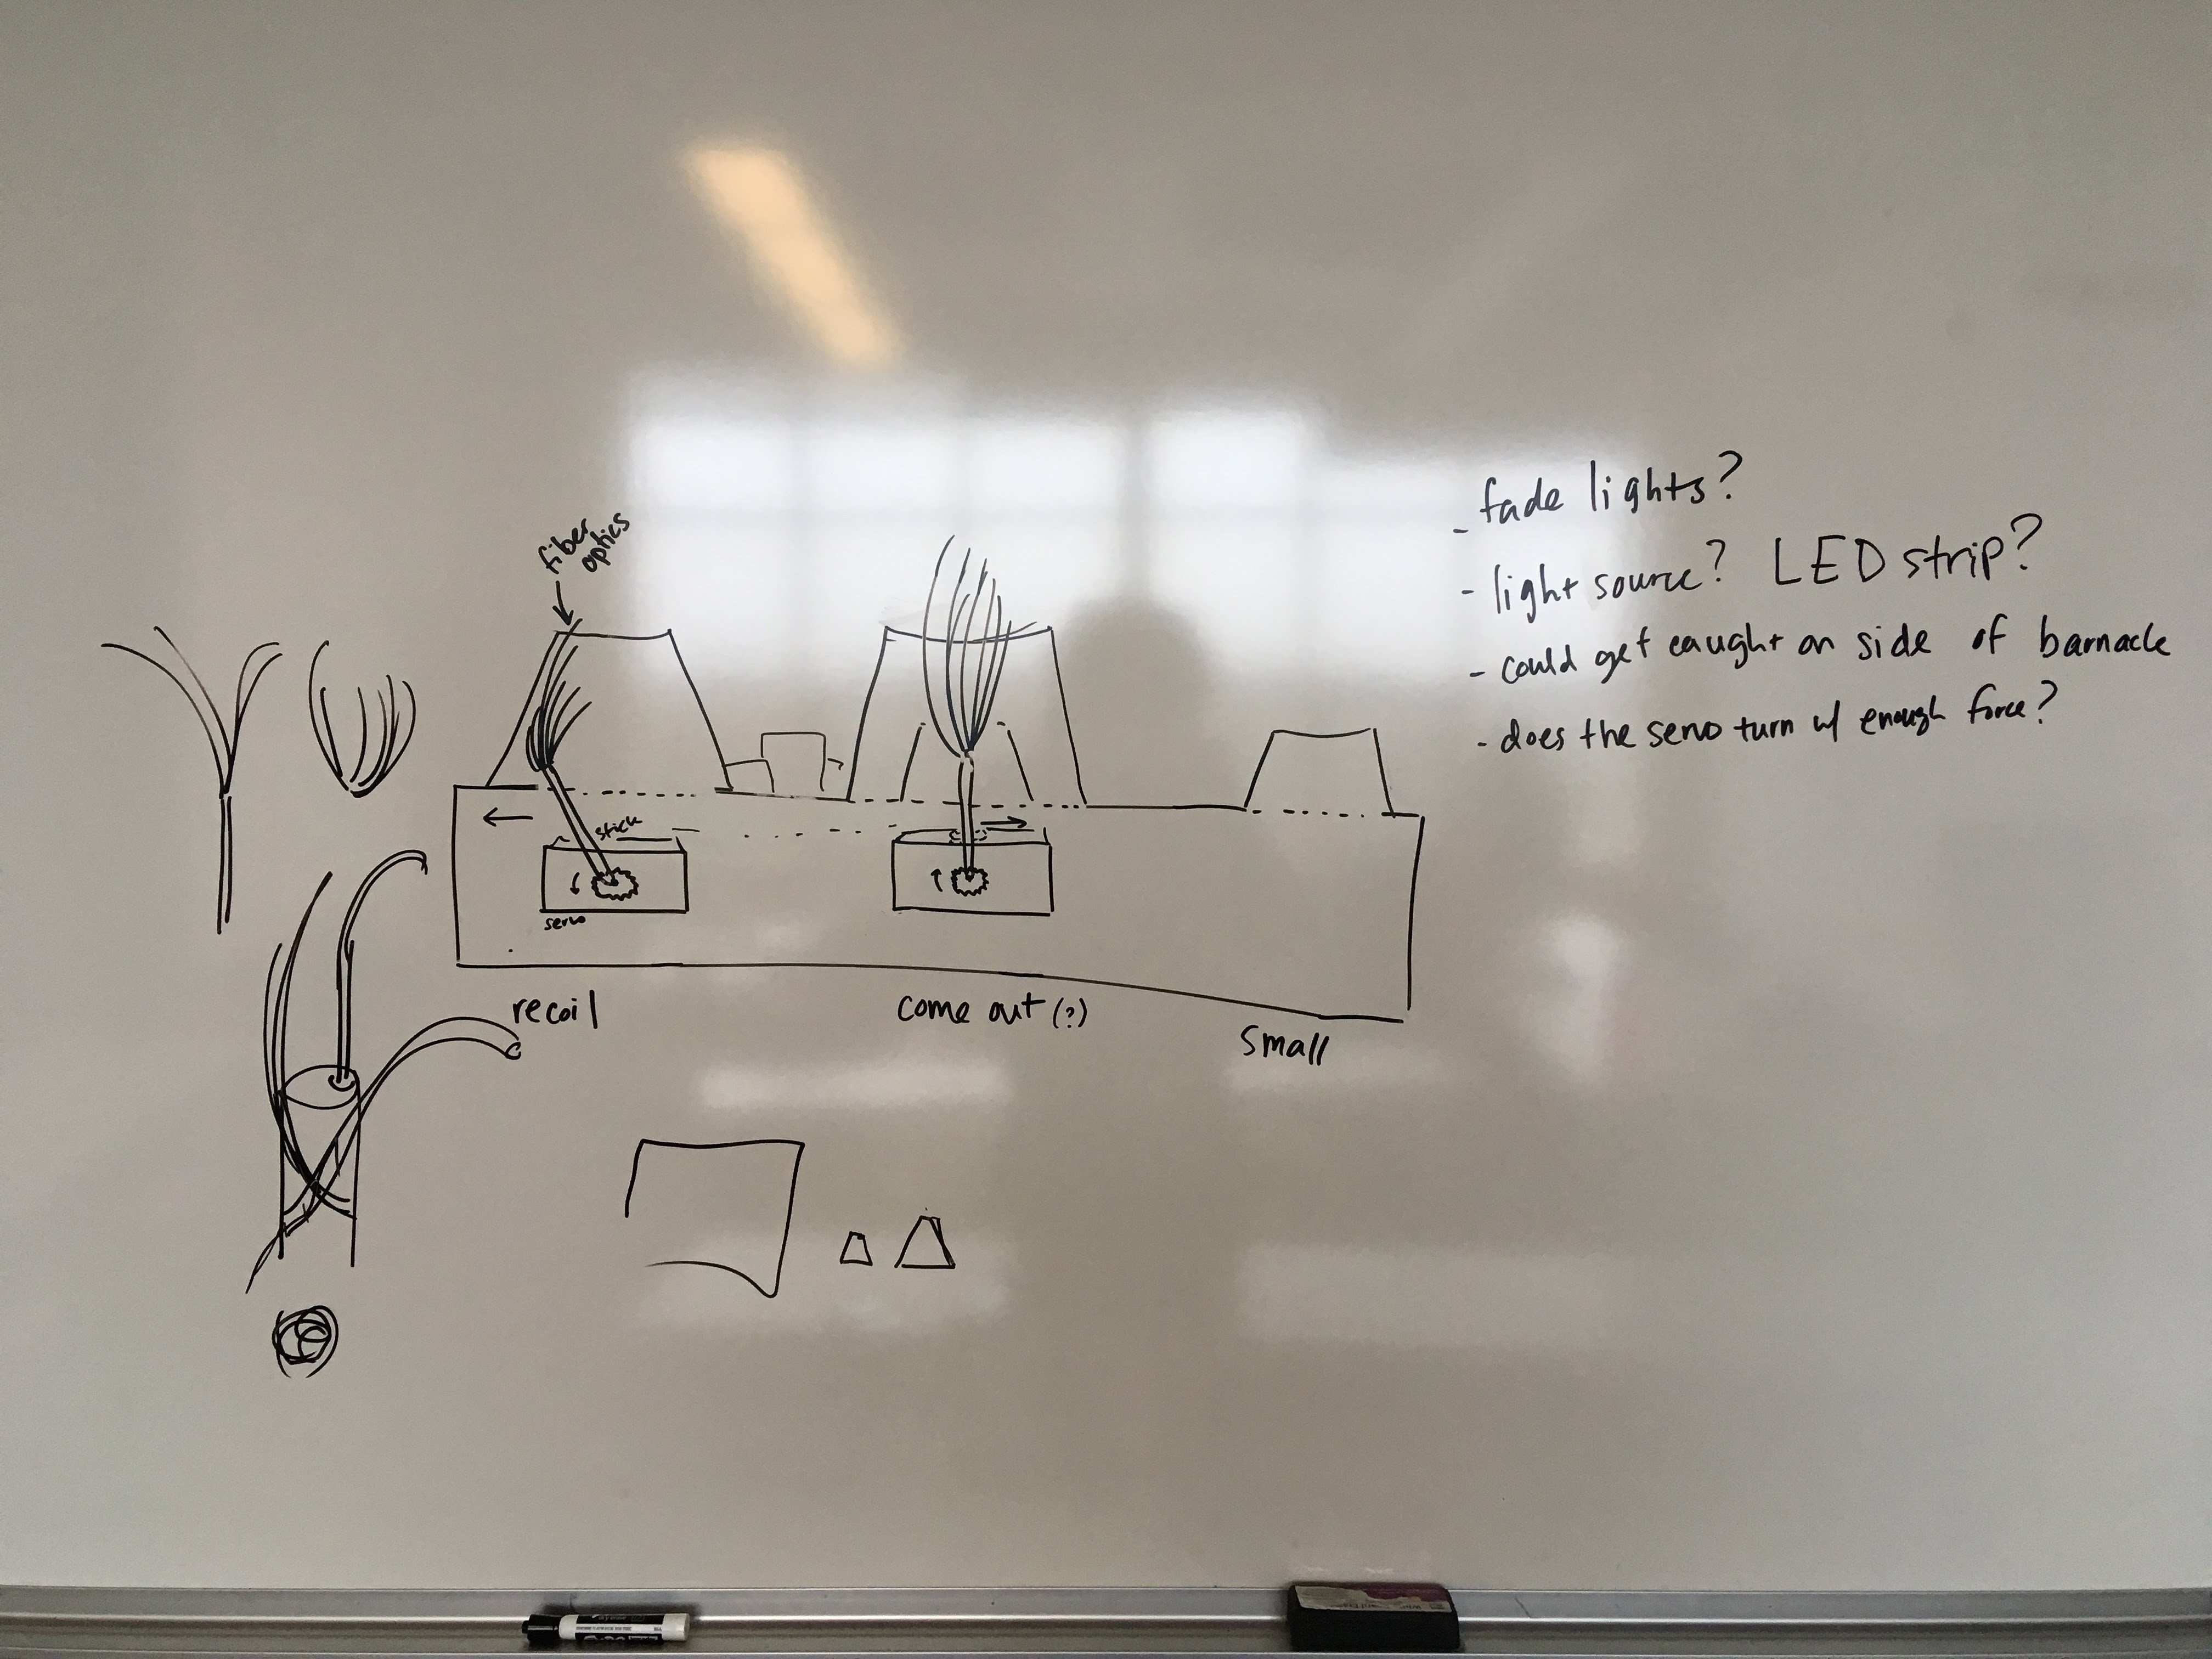 fiber
optics
stick
servo
recoil
come out (?)
small
- fade lights?
- light source? LED strip?
- could get caught on side of barnacle
- does the servo turn w/ enough force?